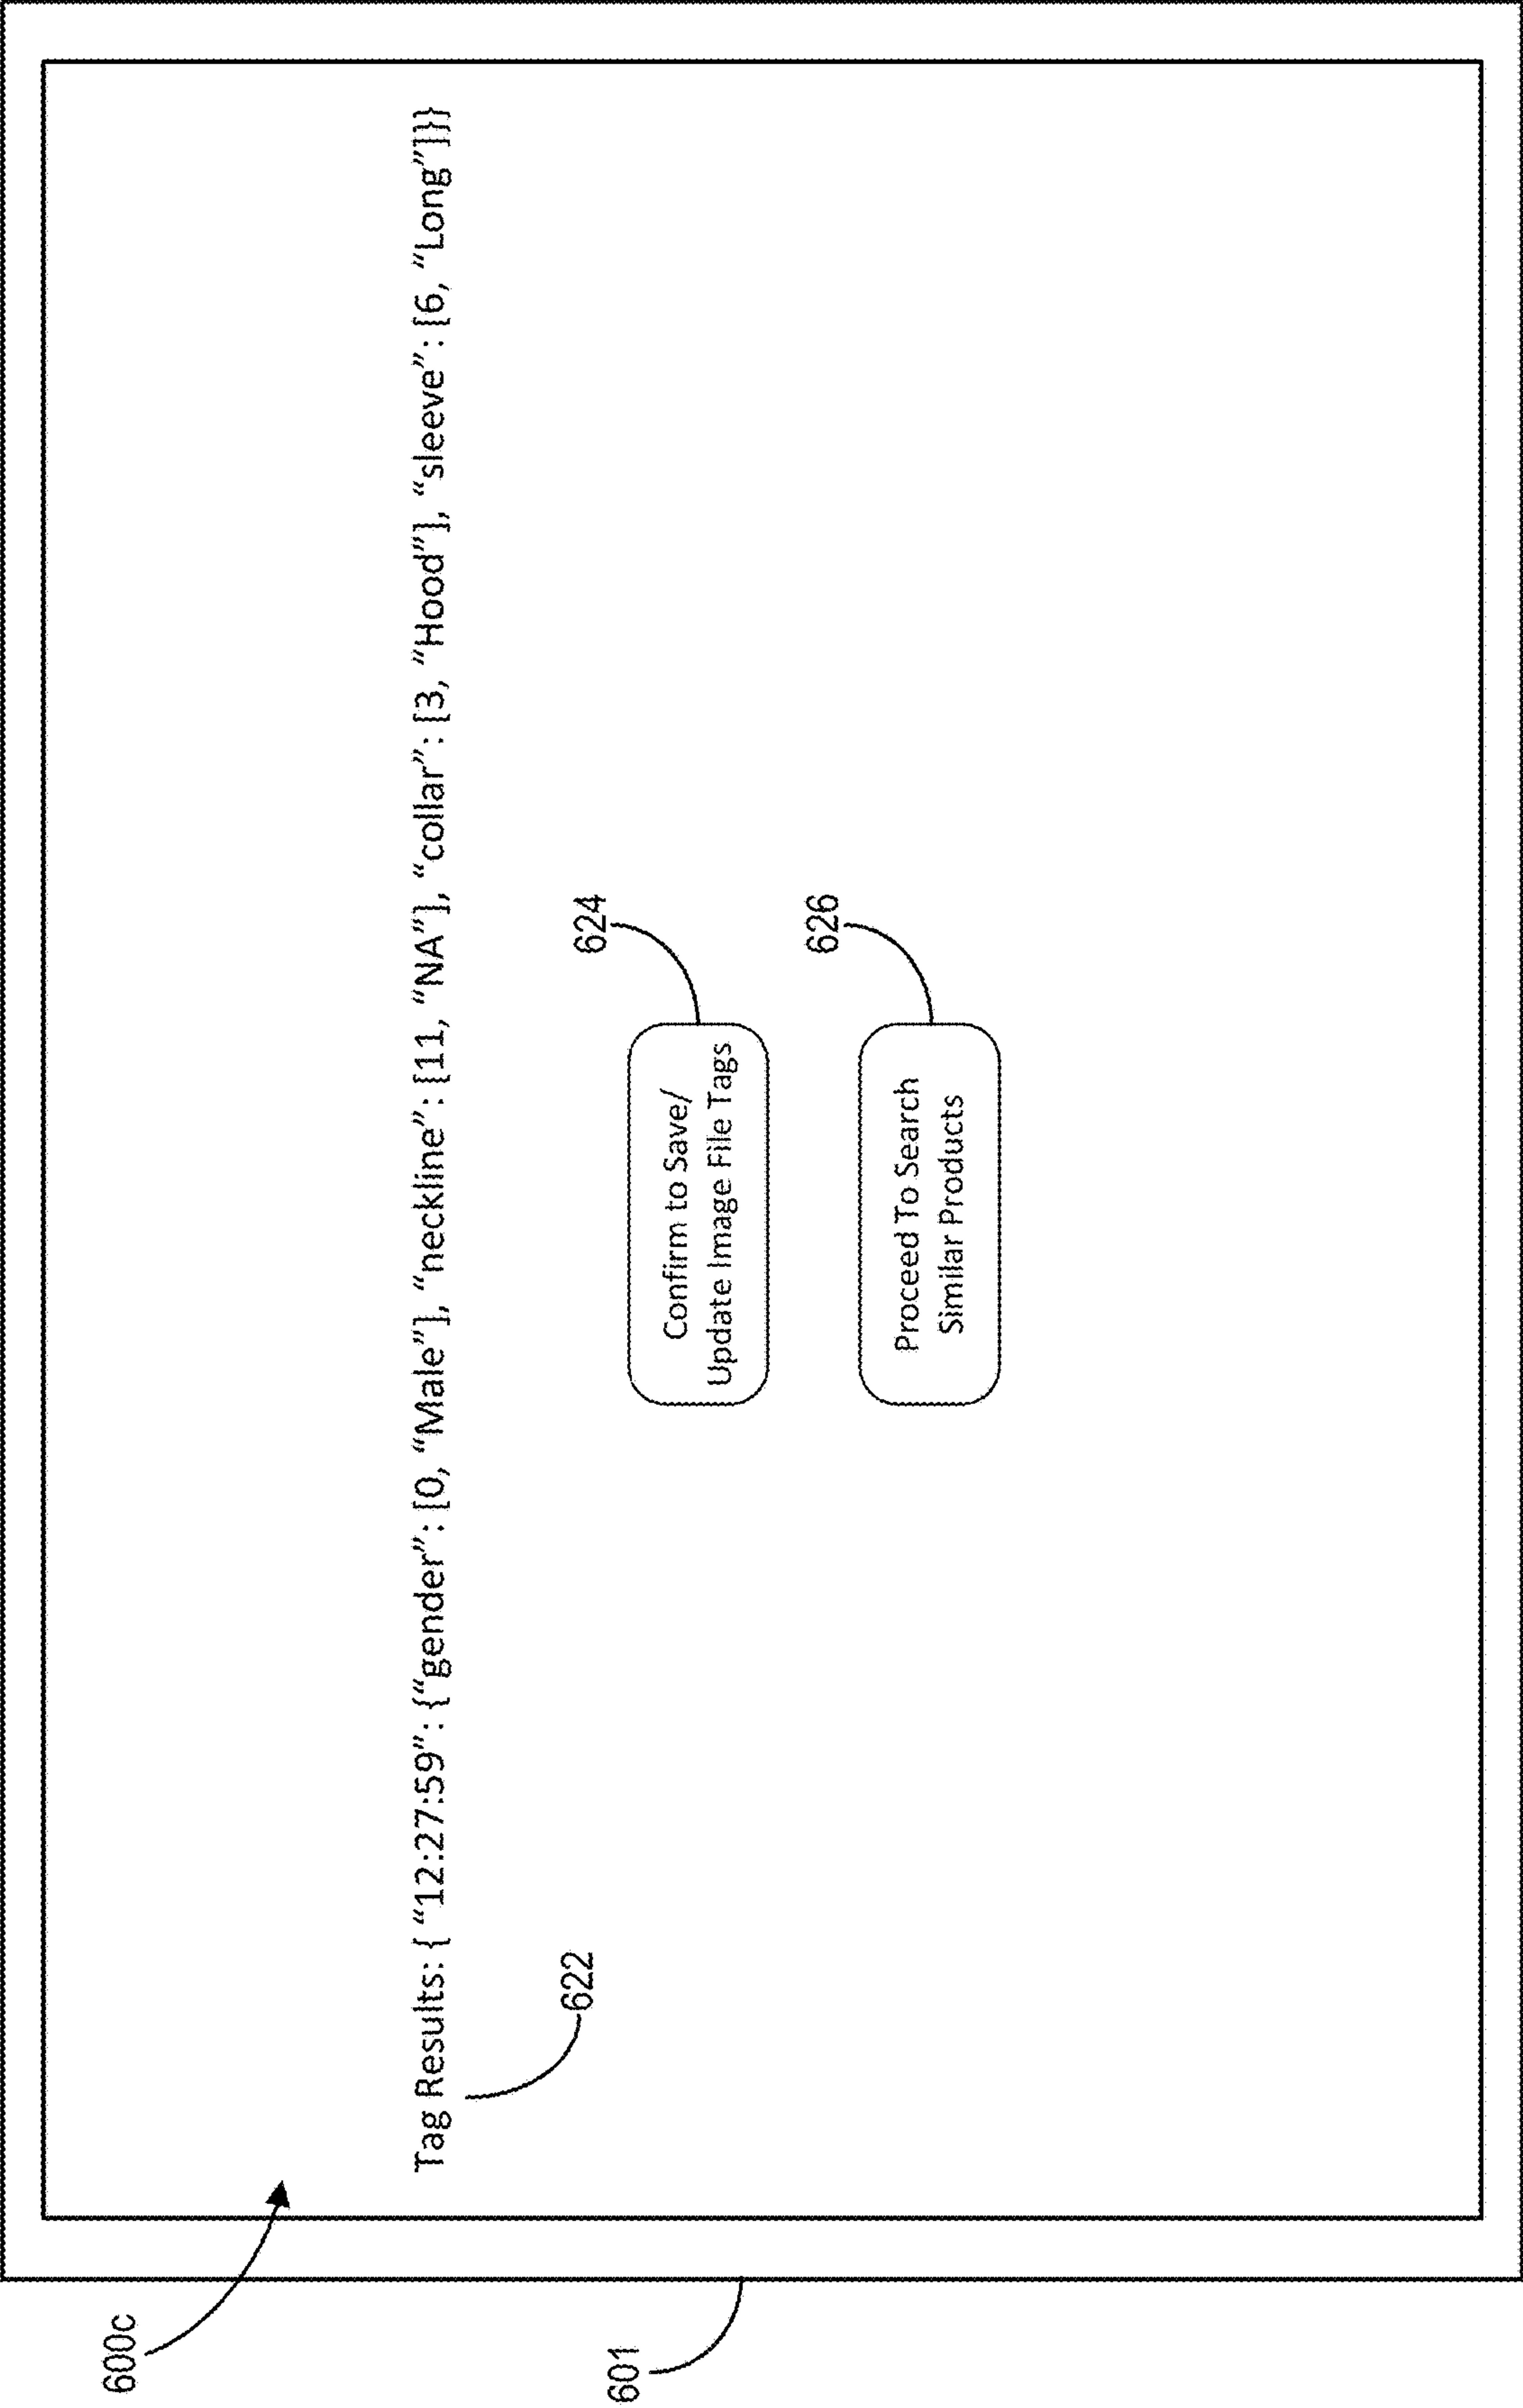 600c
Tag Results: { “12:27:59”: {“gender”: [0, “Male”], “neckline”: [11, “NA”], “collar”: [3, “Hood”], “sleeve”: [6, “Long”]}}
622
624
Confirm to Save/
Update Image File Tags
626
Proceed To Search
Similar Products
601